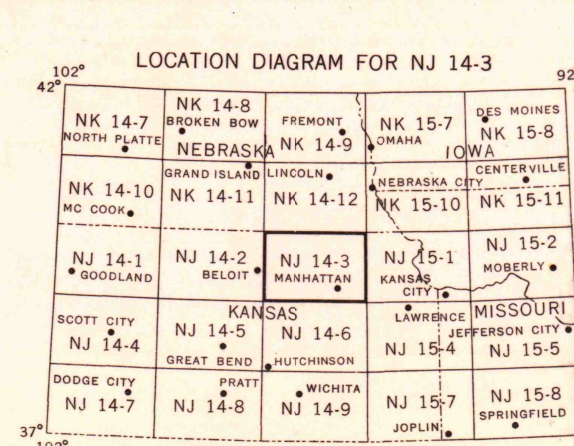 LOCATION DIAGRAM FOR NJ 14-3
102°
92
42°
NK 14-7
NORTH PLATTE
NK 14-8
BROKEN BOW
FREMONT
NK 14-9
NK 15-7
OMAHA
DES MOINES
NK 15-8
NEBRASKA
IOWA
NK 14-10
MC COOK
GRAND ISLAND
NK 14-11
LINCOLN
NK 14-12
NEBRASKA CITY
NK 15-10
CENTERVILLE
NK 15-11
NJ 14-1
GOODLAND
NJ 14-2
BELOIT
NJ 14-3
MANHATTAN
NJ 15-1
KANSAS
CITY
NJ 15-2
MOBERLY
KANSAS
MISSOURI
SCOTT CITY
NJ 14-4
NJ 14-5
GREAT BEND
NJ 14-6
HUTCHINSON
LAWRENCE
NJ 15-4
JEFFERSON CITY
NJ 15-5
DODGE CITY
NJ 14-7
PRATT
NJ 14-8
WICHITA
NJ 14-9
NJ 15-7
JOPLIN
NJ 15-8
SPRINGFIELD
37°